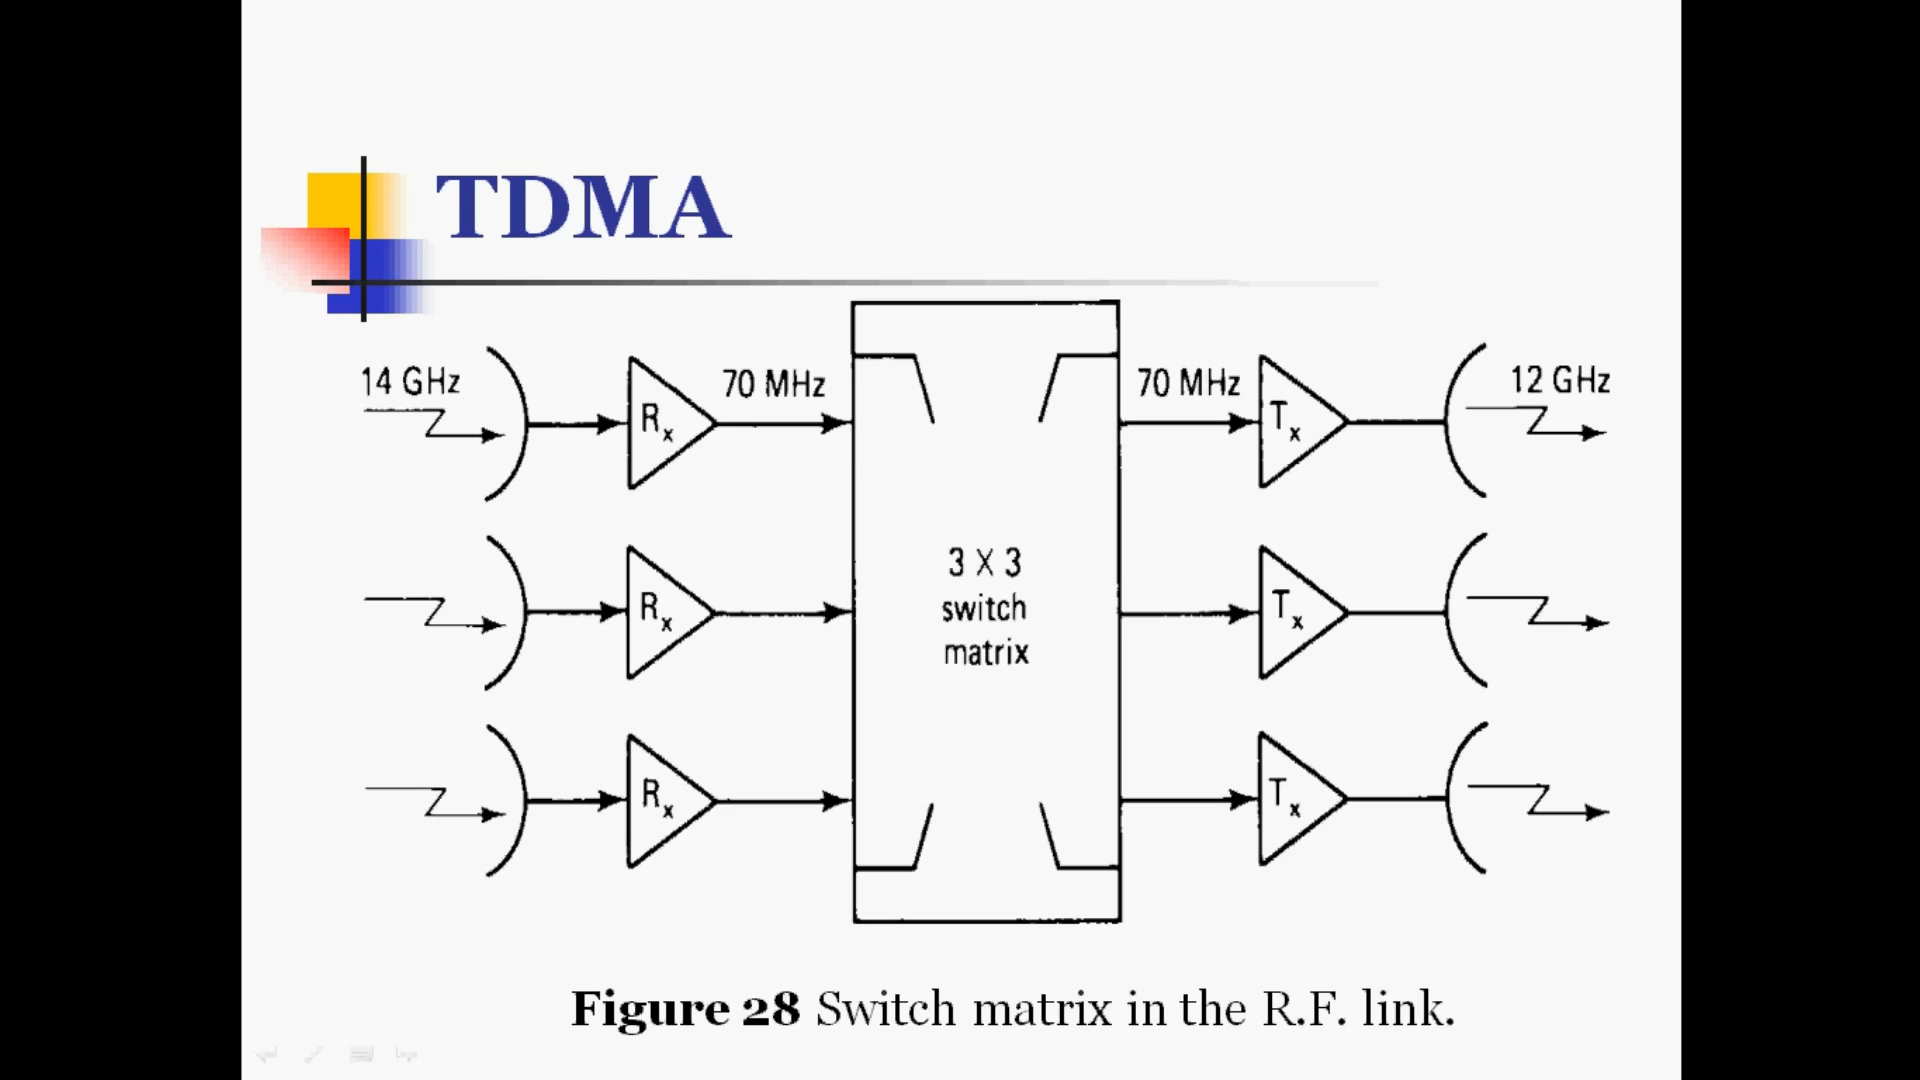 TDMA
14 GHz
70 MHz
70 MHz
12 GHz
Rx
Tx
3 X 3
switch
matrix
Rx
Tx
Rx
Tx
Figure 28 Switch matrix in the R.F. link.